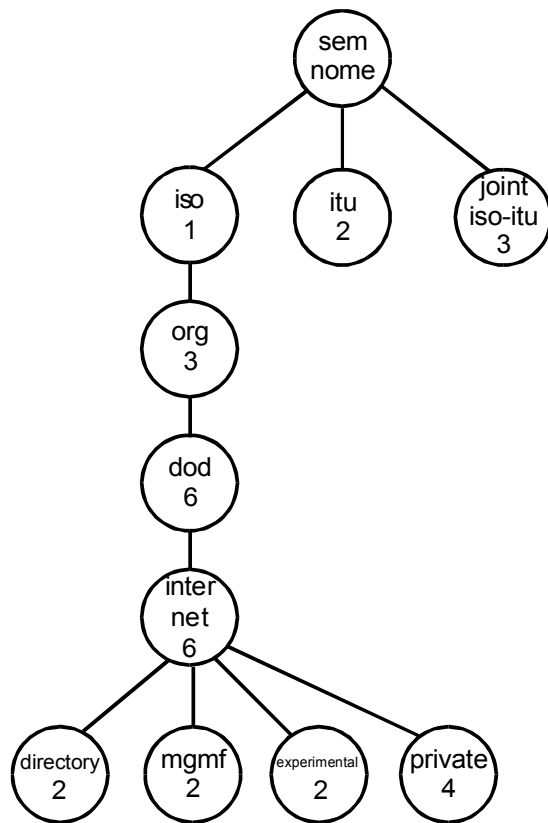 sem
nome
iso
1
itu
2
joint
iso-itu
3
org
3
dod
6
inter
net
6
directory
2
mgmf
2
experimental
2
private
4